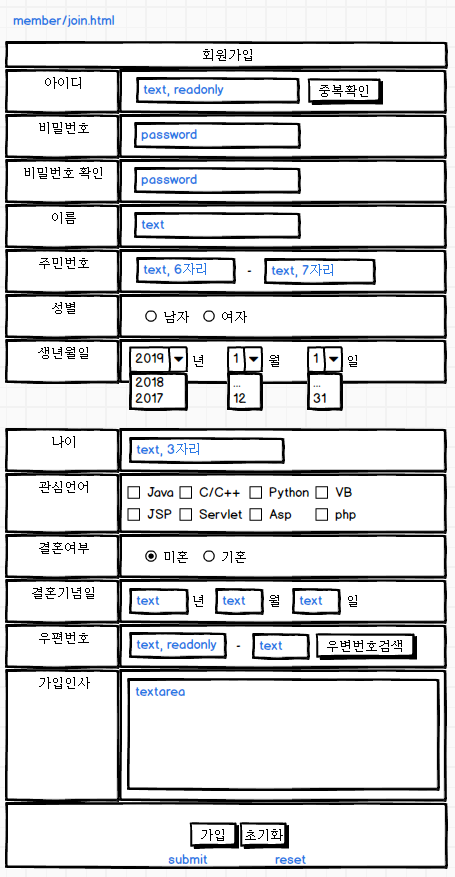 member/join.html
회원가입
아이디 text, readonly 중복확인
비밀번호 password
비밀번호 확인 password
이름 text
주민번호 text, 6자리 - text, 7자리
성별 남자 여자
생년월일 2019 년 1 월 1 일
2018 ... ...
2017 12 31
나이 text, 3자리
관심언어 Java C/C++ Python VB
JSP Servlet Asp php
결혼여부 미혼 기혼
결혼기념일 text 년 text 월 text 일
우편번호 text, readonly - text 우변번호검색
가입인사 textarea
가입 초기화
submit reset